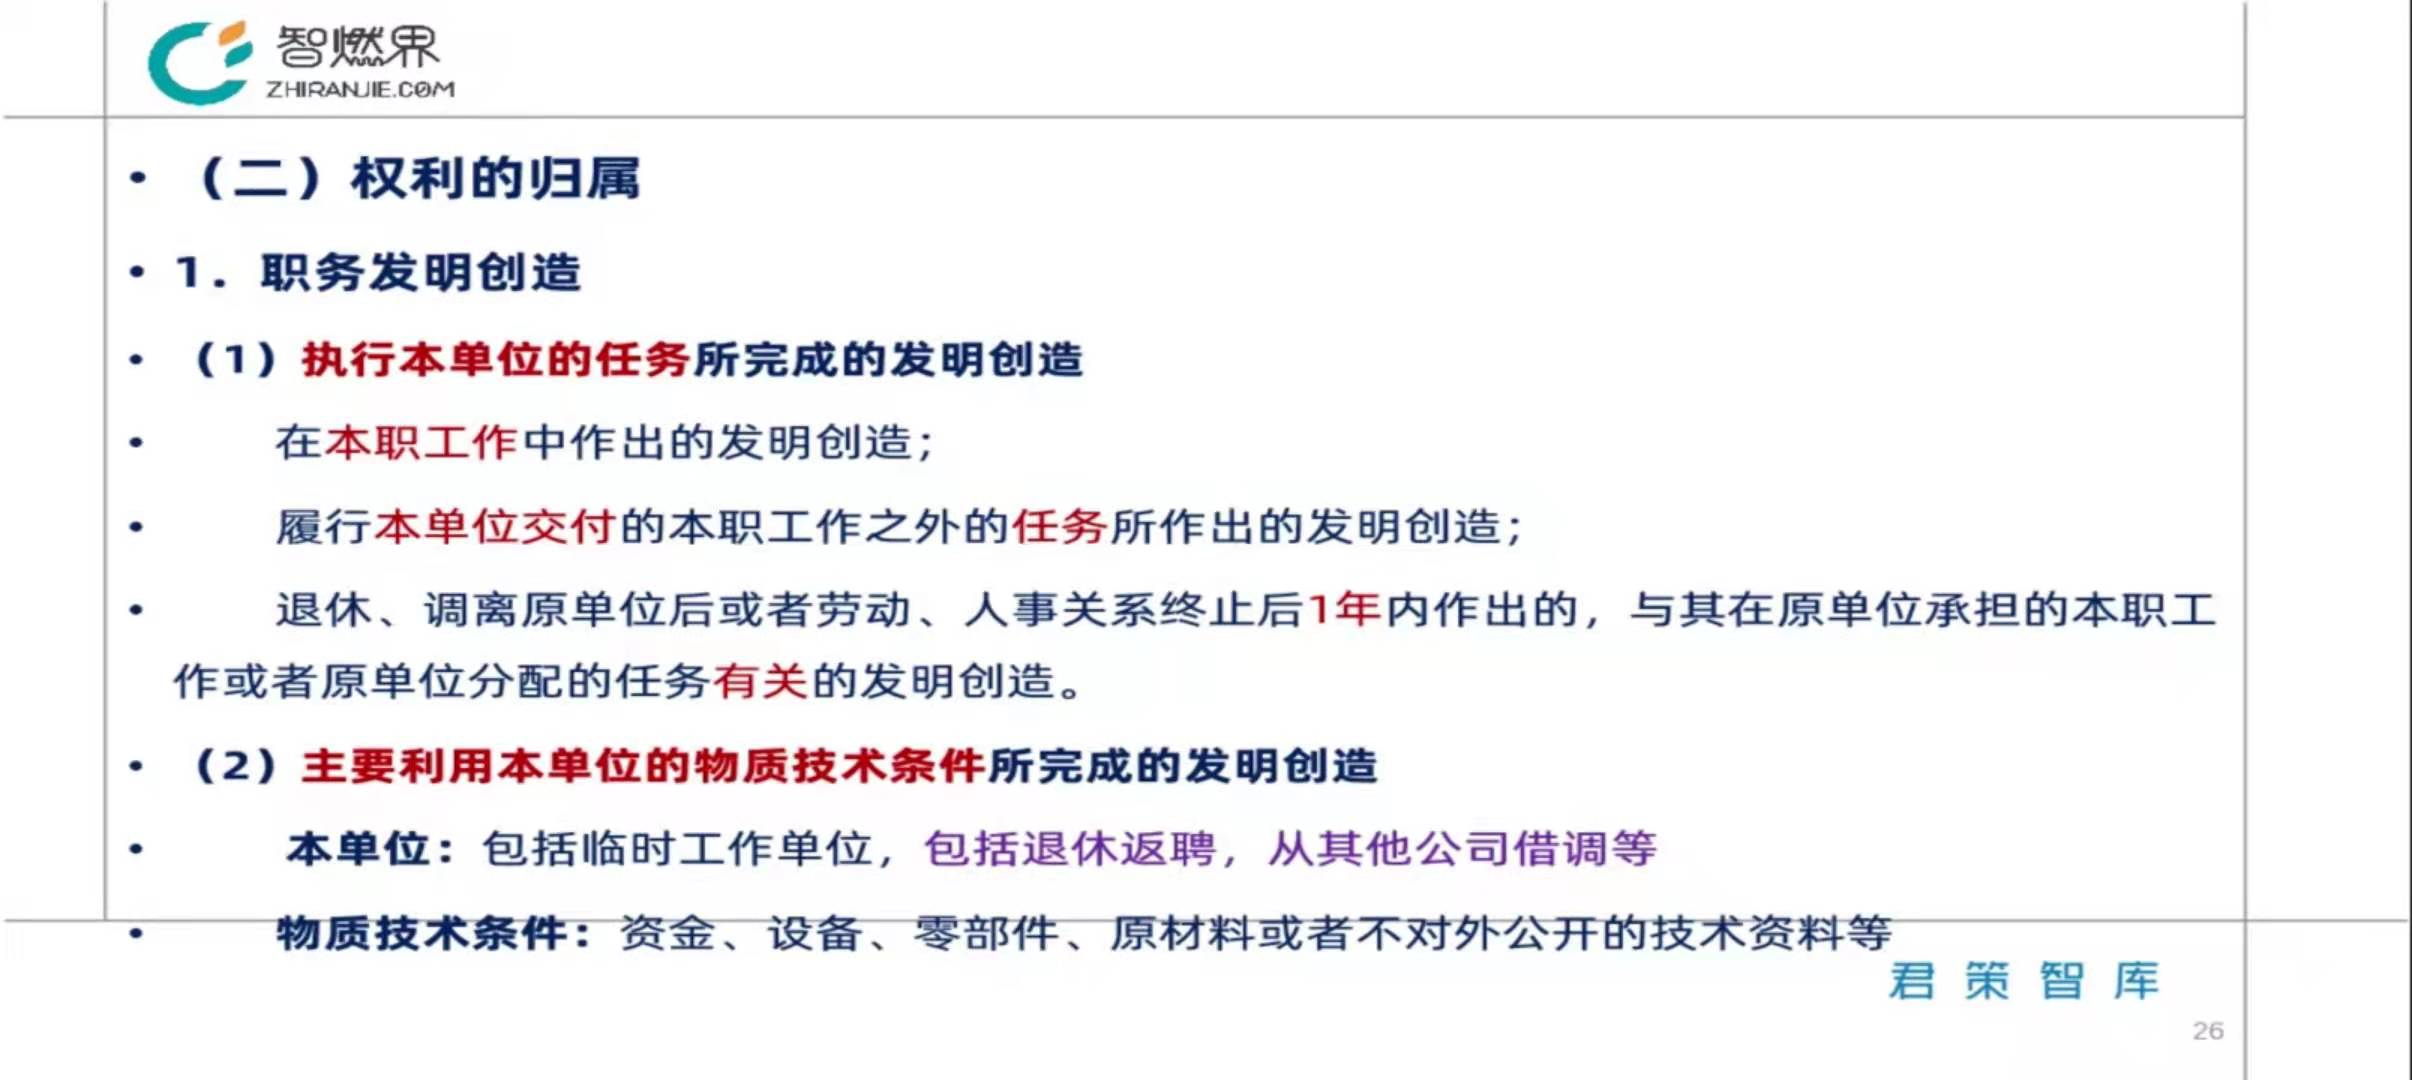 智燃界
ZHIRANJIE.COM
• （二）权利的归属
• 1. 职务发明创造
• （1）执行本单位的任务所完成的发明创造
• 在本职工作中作出的发明创造；
• 履行本单位交付的本职工作之外的任务所作出的发明创造；
• 退休、调离原单位后或者劳动、人事关系终止后1年内作出的，与其在原单位承担的本职工
作或者原单位分配的任务有关的发明创造。
• （2）主要利用本单位的物质技术条件所完成的发明创造
• 本单位：包括临时工作单位，包括退休返聘，从其他公司借调等
• 物质技术条件：资金、设备、零部件、原材料或者不对外公开的技术资料等
君策智库
26